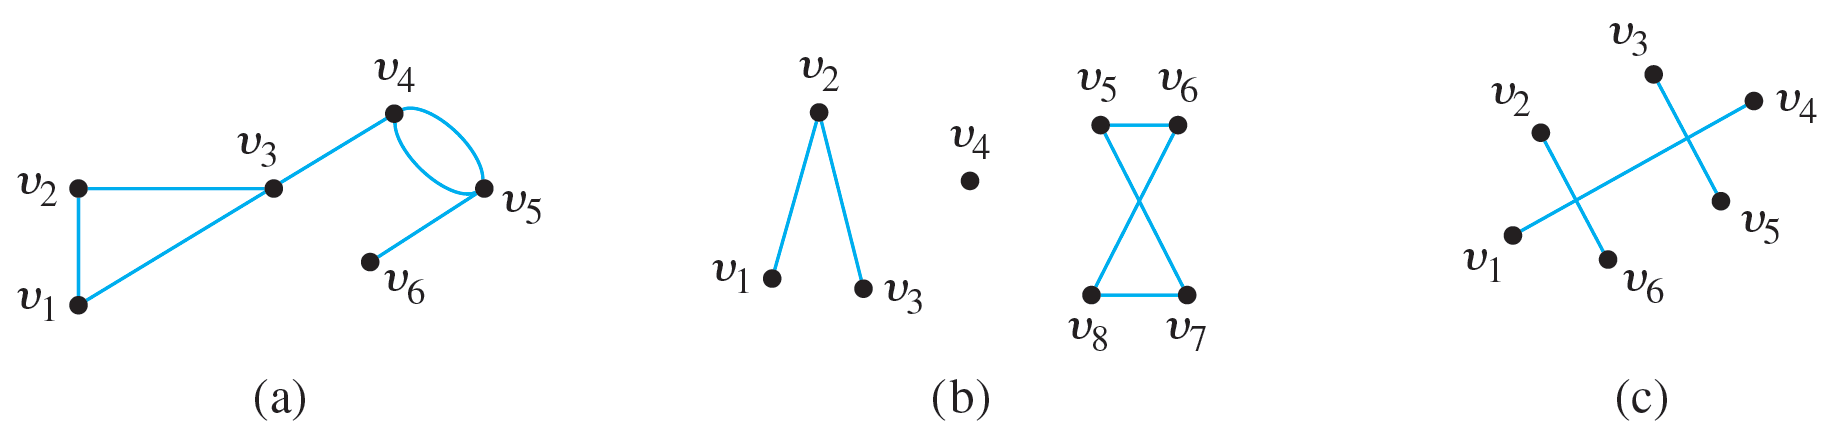 v₄
v₃
v₂
v₅
v₆
v₁
(a)
v₂
v₄
v₁
v₃
v₅ v₆
v₈ v₇
(b)
v₃
v₂
v₄
v₅
v₁
v₆
(c)